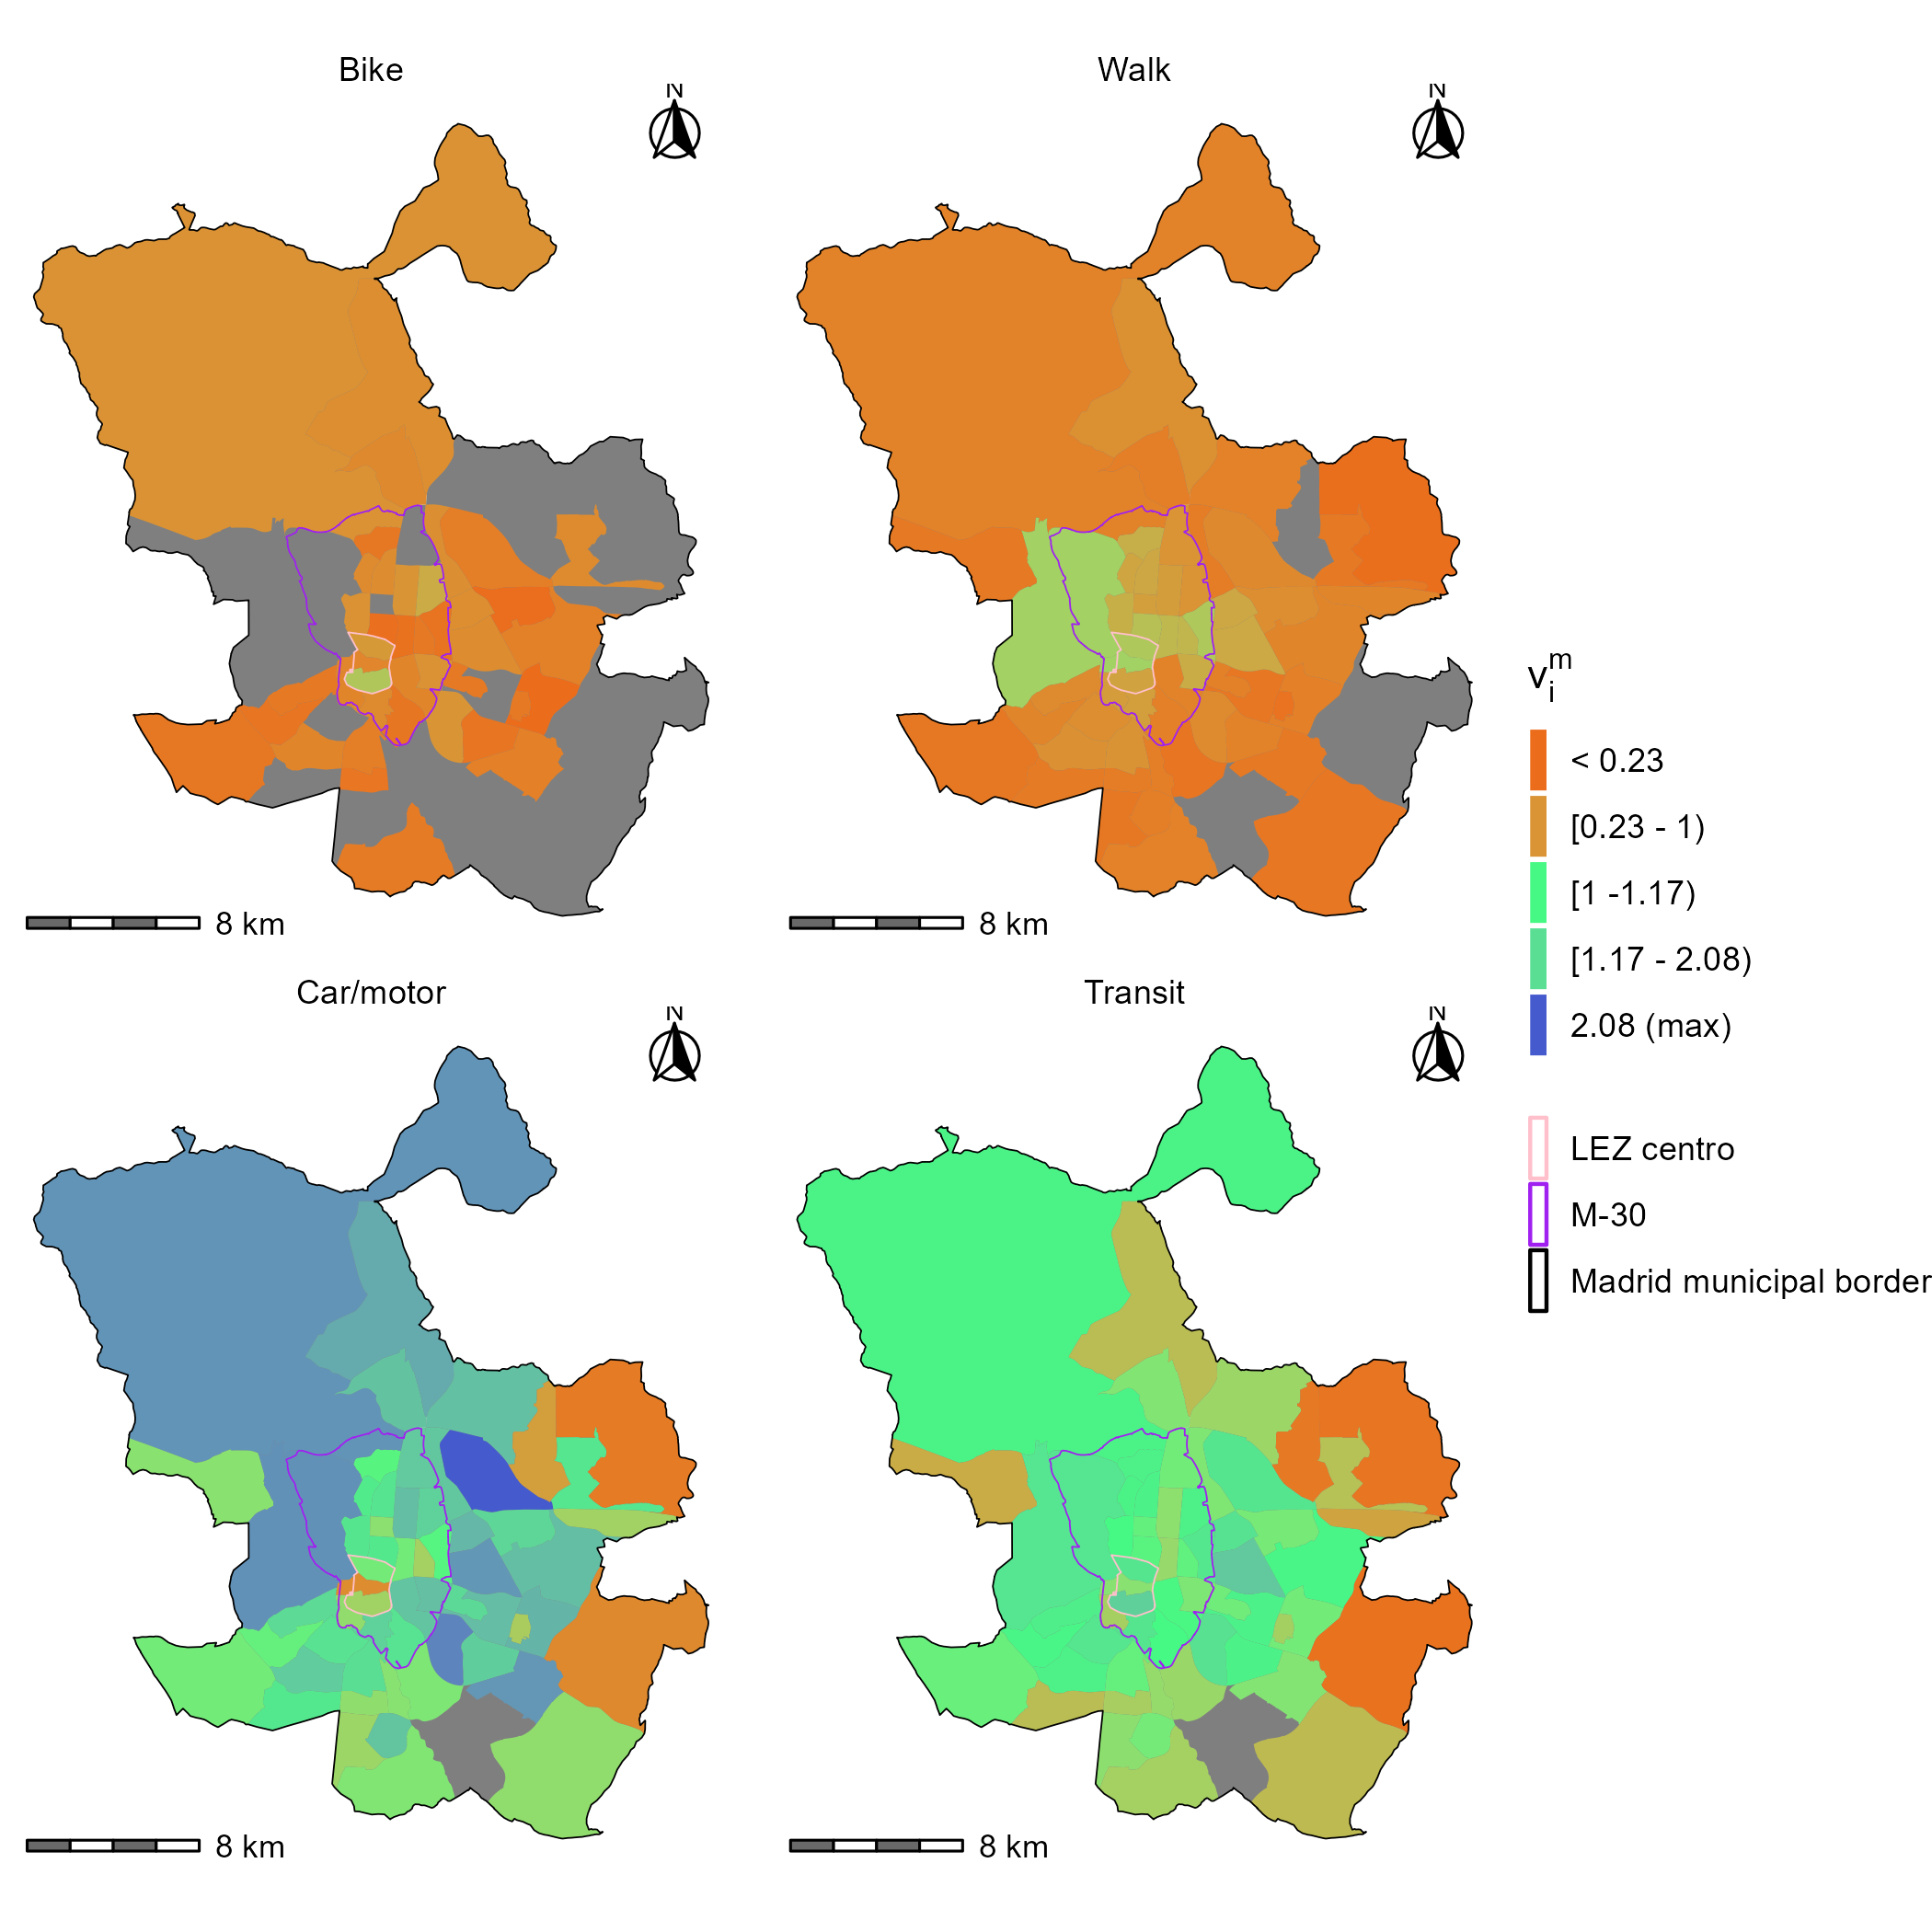 Bike
Walk
N
N
8 km
8 km
Car/motor
Transit
N
N
8 km
8 km
v_i^m
< 0.23
[0.23 - 1)
[1 -1.17)
[1.17 - 2.08)
2.08 (max)
LEZ centro
M-30
Madrid municipal border